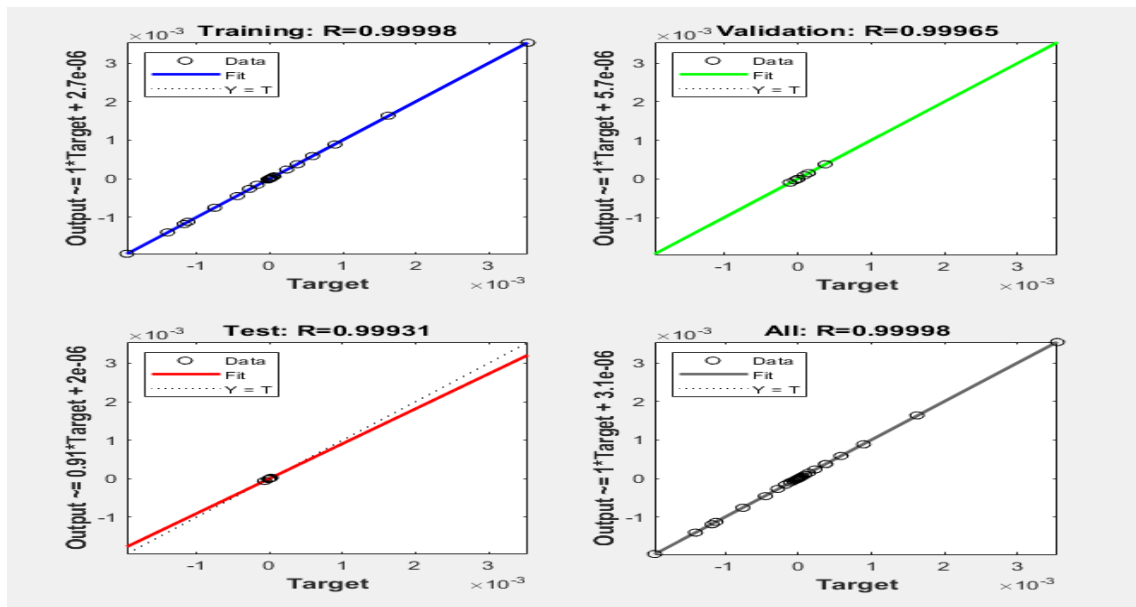 ×10⁻³
Training: R=0.99998
Output ~= 1*Target + 2.7e-06
3
2
1
0
-1
Data
Fit
Y = T
-1
0
1
2
3
Target
×10⁻³
×10⁻³
Validation: R=0.99965
Output ~= 1*Target + 5.7e-06
3
2
1
0
-1
Data
Fit
Y = T
-1
0
1
2
3
Target
×10⁻³
×10⁻³
Test: R=0.99931
Output ~= 0.91*Target + 2e-06
3
2
1
0
-1
Data
Fit
Y = T
-1
0
1
2
3
Target
×10⁻³
×10⁻³
All: R=0.99998
Output ~= 1*Target + 3.1e-06
3
2
1
0
-1
Data
Fit
Y = T
-1
0
1
2
3
Target
×10⁻³